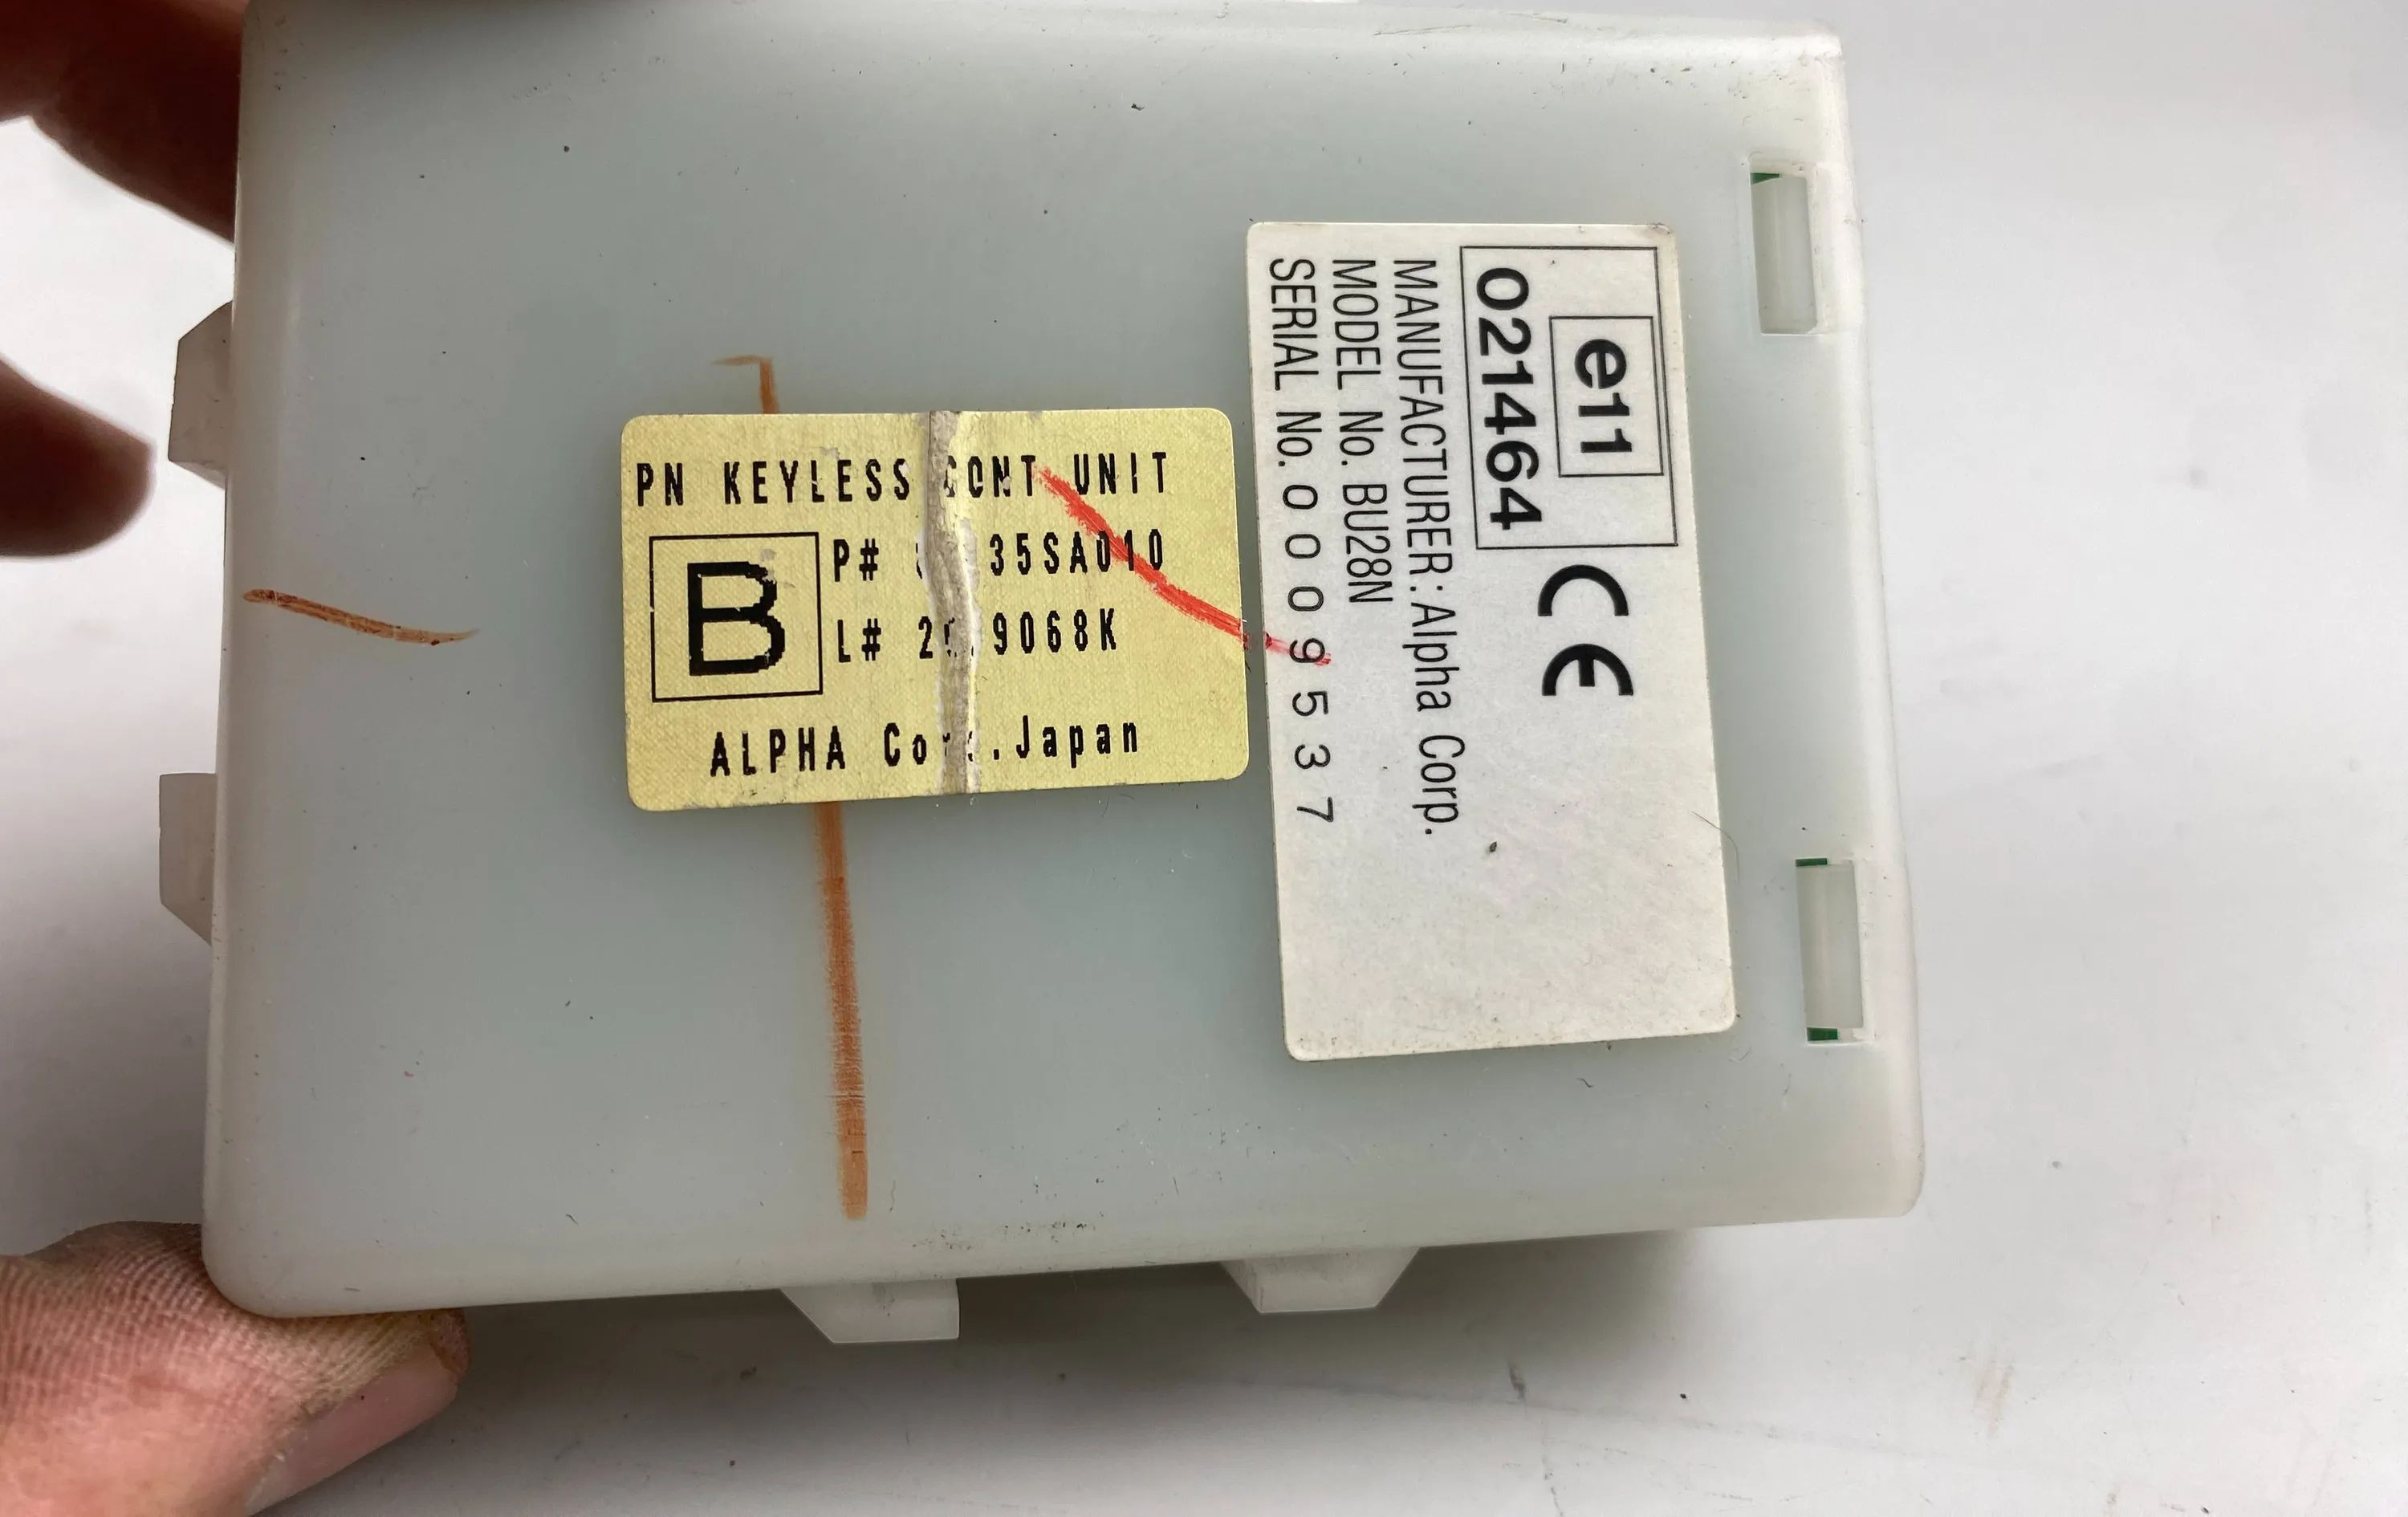 PN KEYLESS CONT UNIT
B
P# 35SA010
L# 9068K
ALPHA Japan
e11
021464
CE
MANUFACTURER: Alpha Corp.
MODEL No. BU28N
SERIAL No. 00009537